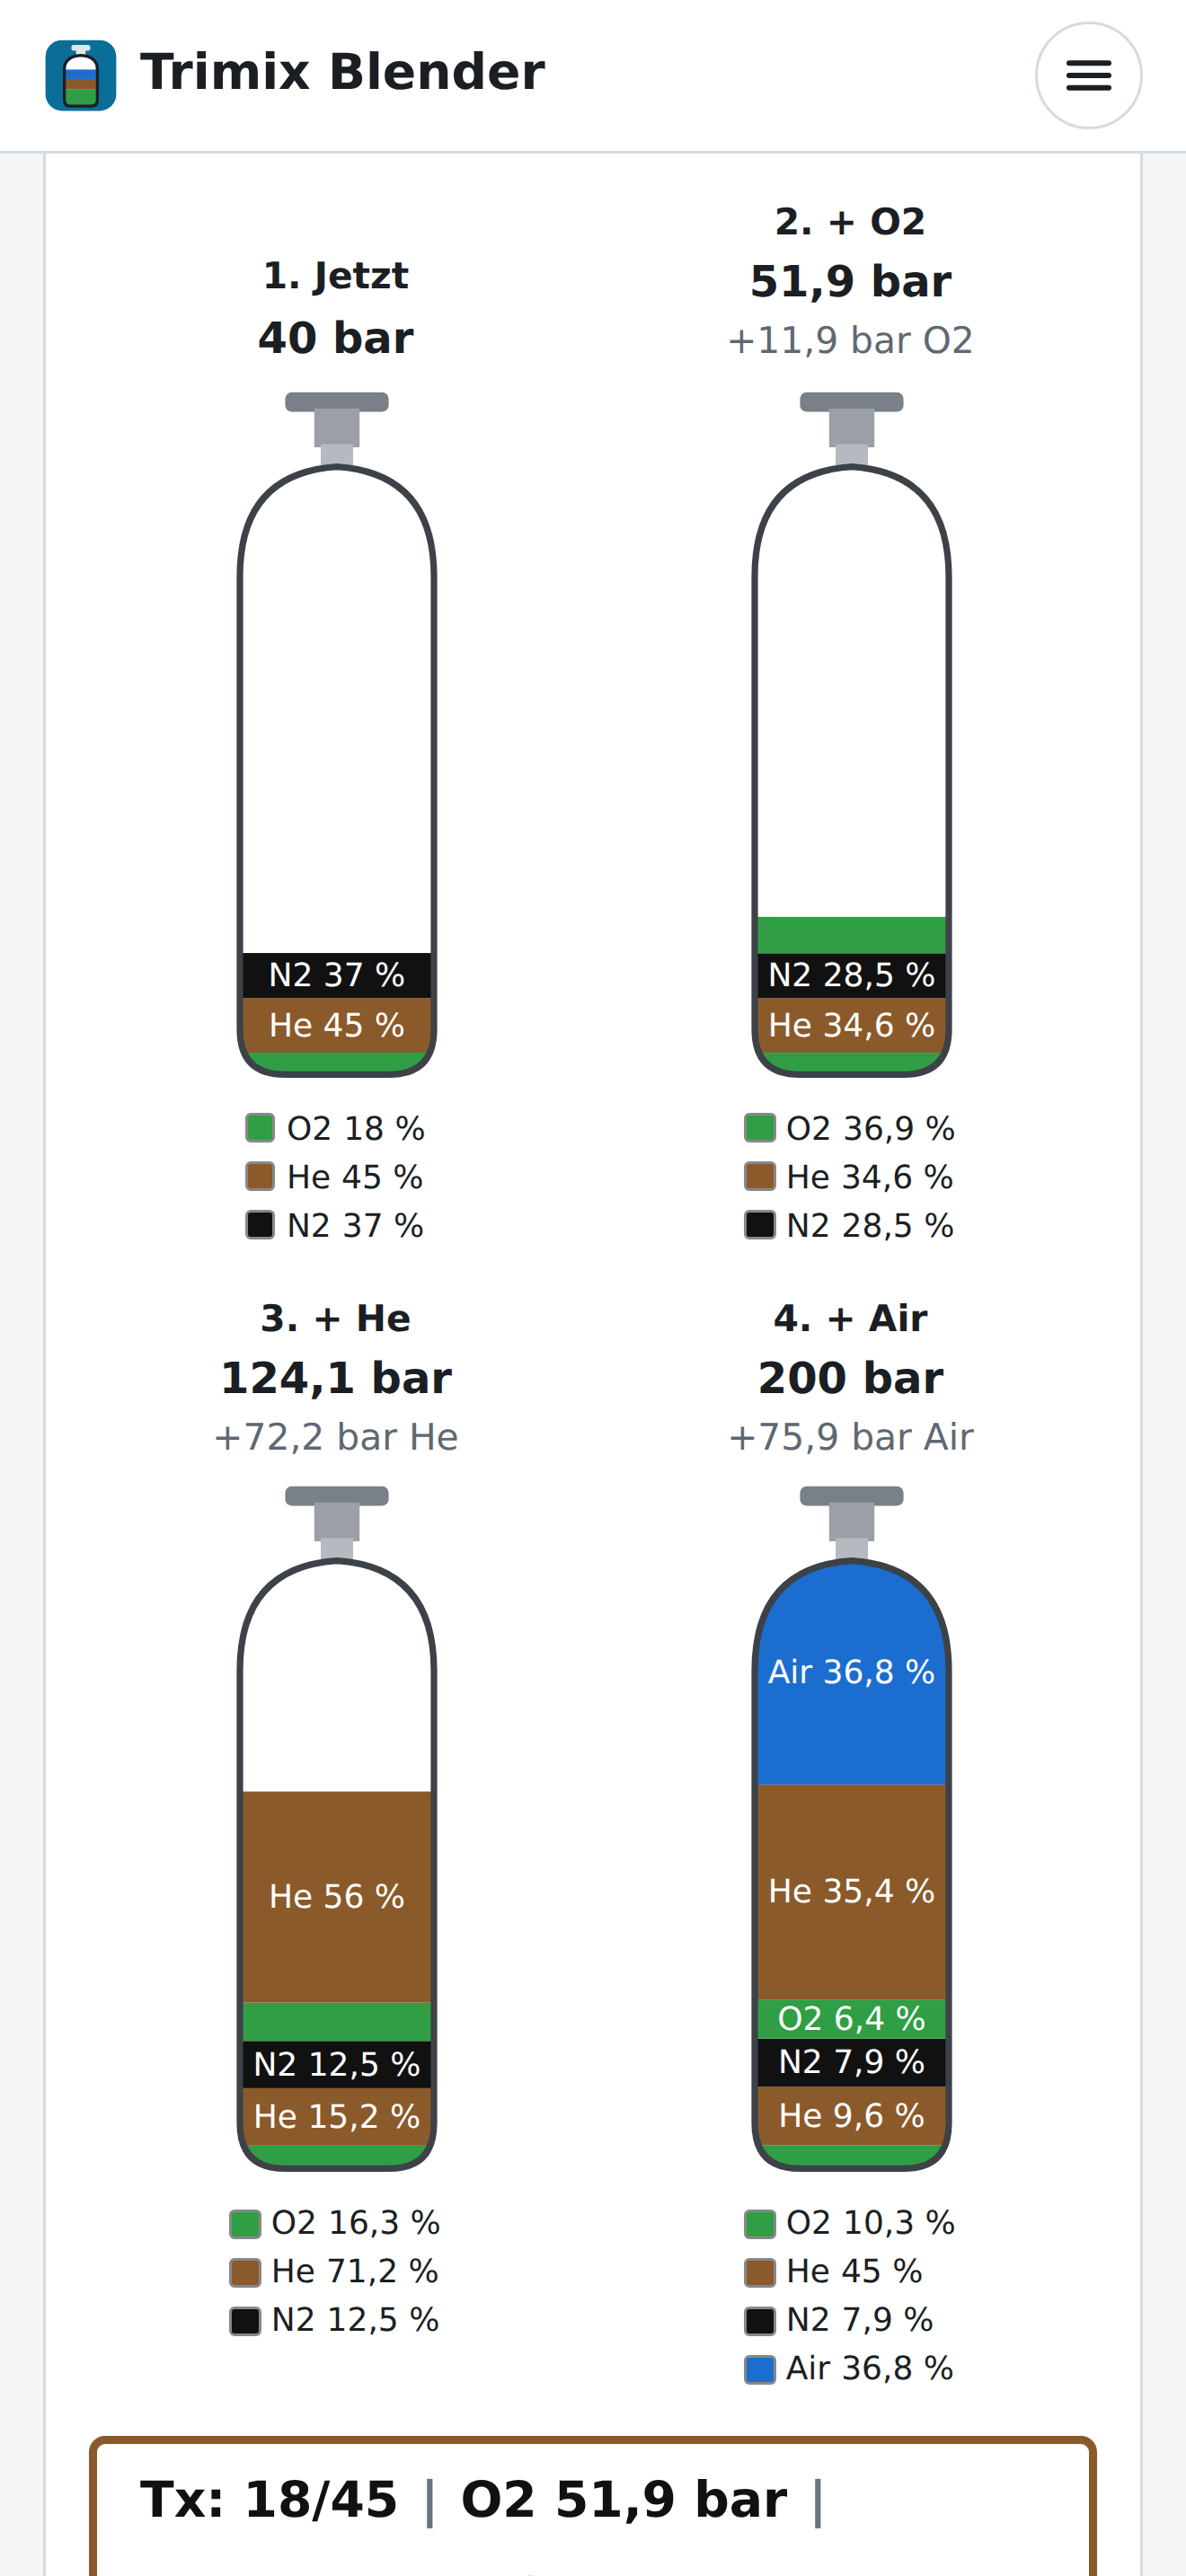 Trimix Blender
1. Jetzt
40 bar
N2 37 %
He 45 %
O2 18 %
He 45 %
N2 37 %
2. + O2
51,9 bar
+11,9 bar O2
N2 28,5 %
He 34,6 %
O2 36,9 %
He 34,6 %
N2 28,5 %
3. + He
124,1 bar
+72,2 bar He
He 56 %
N2 12,5 %
He 15,2 %
O2 16,3 %
He 71,2 %
N2 12,5 %
4. + Air
200 bar
+75,9 bar Air
Air 36,8 %
He 35,4 %
O2 6,4 %
N2 7,9 %
He 9,6 %
O2 10,3 %
He 45 %
N2 7,9 %
Air 36,8 %
Tx: 18/45 | O2 51,9 bar |